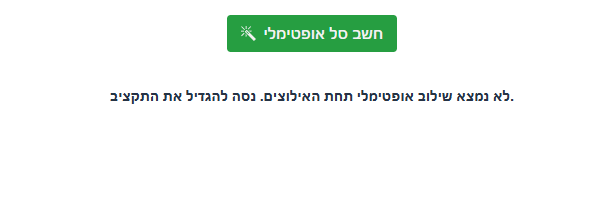 חשב סל אופטימלי
לא נמצא שילוב אופטימלי תחת האילוצים. נסה להגדיל את התקציב.